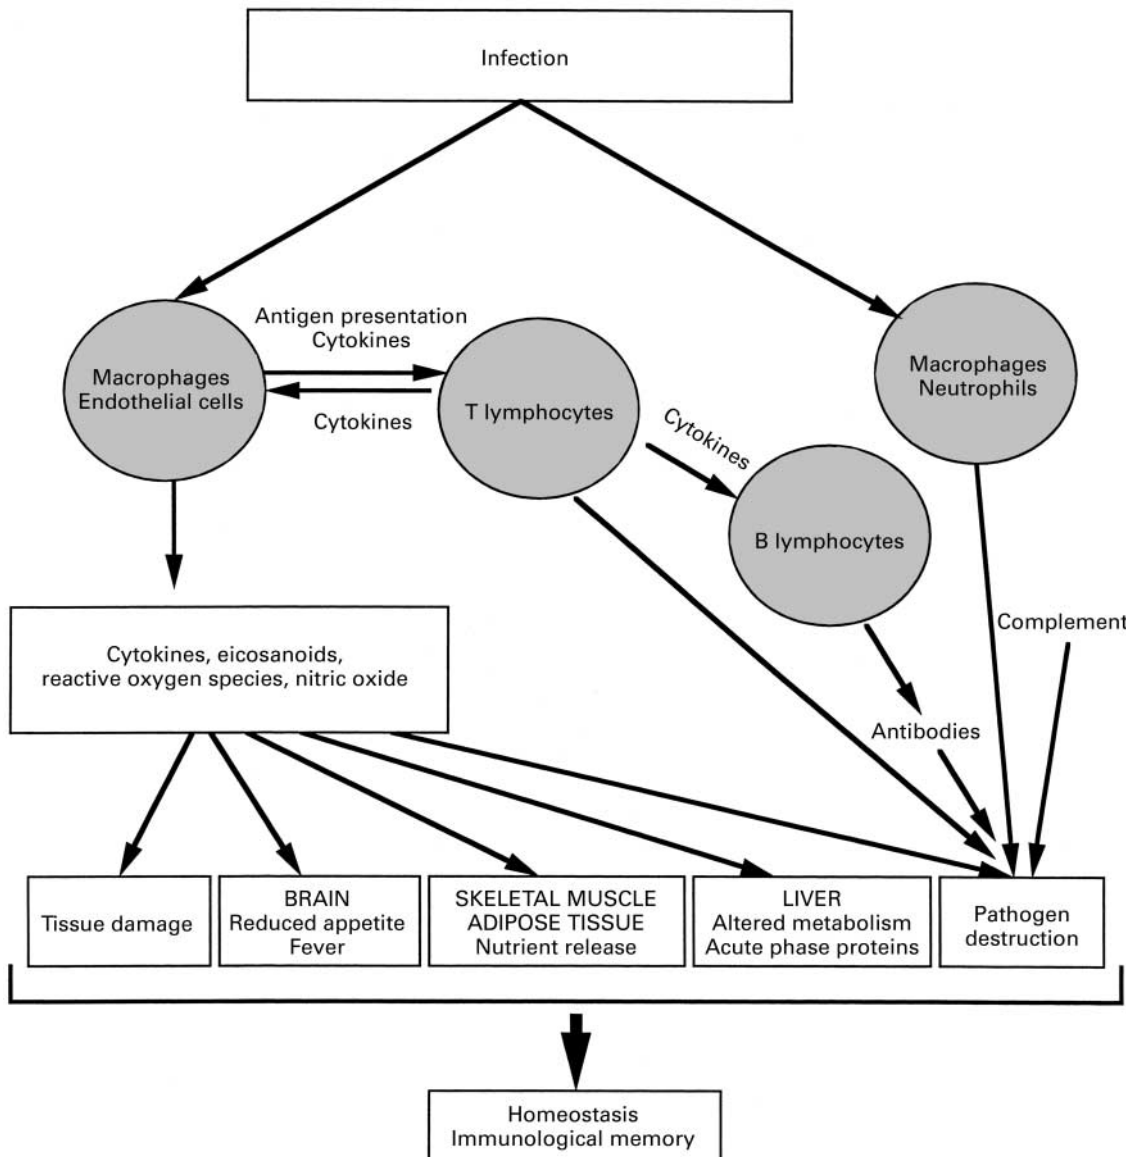 Infection
Antigen presentation
Cytokines
Macrophages
Endothelial cells
Cytokines
T lymphocytes
Macrophages
Neutrophils
Cytokines
B lymphocytes
Complement
Cytokines, eicosanoids,
reactive oxygen species, nitric oxide
Antibodies
Tissue damage
BRAIN
Reduced appetite
Fever
SKELETAL MUSCLE
ADIPOSE TISSUE
Nutrient release
LIVER
Altered metabolism
Acute phase proteins
Pathogen
destruction
Homeostasis
Immunological memory